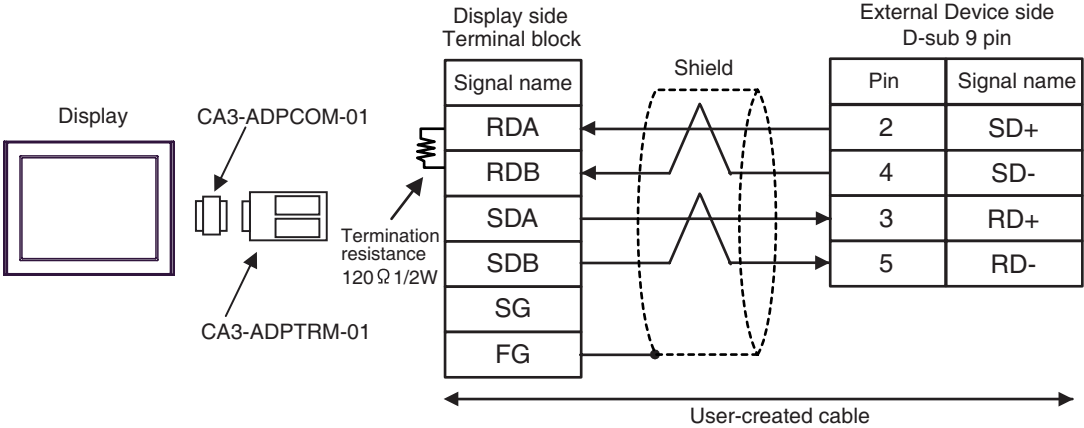 Display side
Terminal block
External Device side
D-sub 9 pin
Signal name
Shield
Pin
Signal name
Display
CA3-ADPCOM-01
RDA
2
SD+
RDB
4
SD-
SDA
3
RD+
Termination
resistance
120Ω1/2W
SDB
5
RD-
SG
CA3-ADPTRM-01
FG
User-created cable